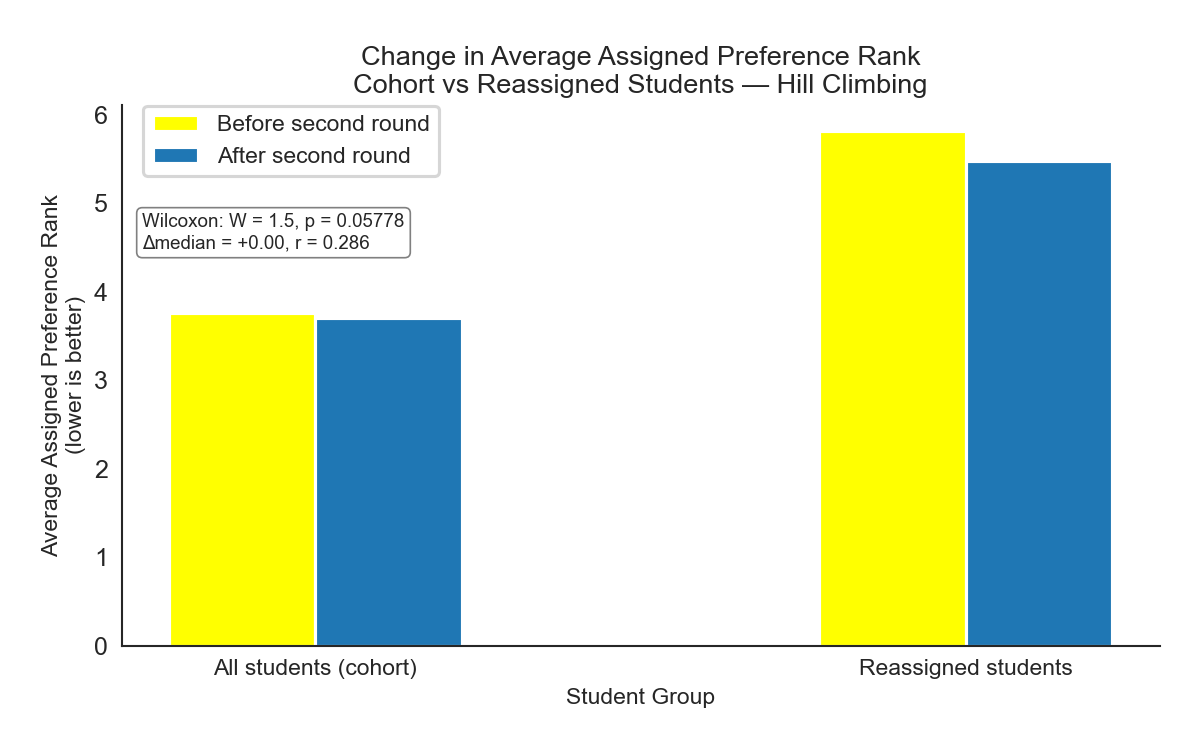 Change in Average Assigned Preference Rank
Cohort vs Reassigned Students — Hill Climbing
Before second round
After second round
Wilcoxon: W = 1.5, p = 0.05778
Δmedian = +0.00, r = 0.286
Average Assigned Preference Rank
(lower is better)
6
5
4
3
2
1
0
All students (cohort)
Reassigned students
Student Group